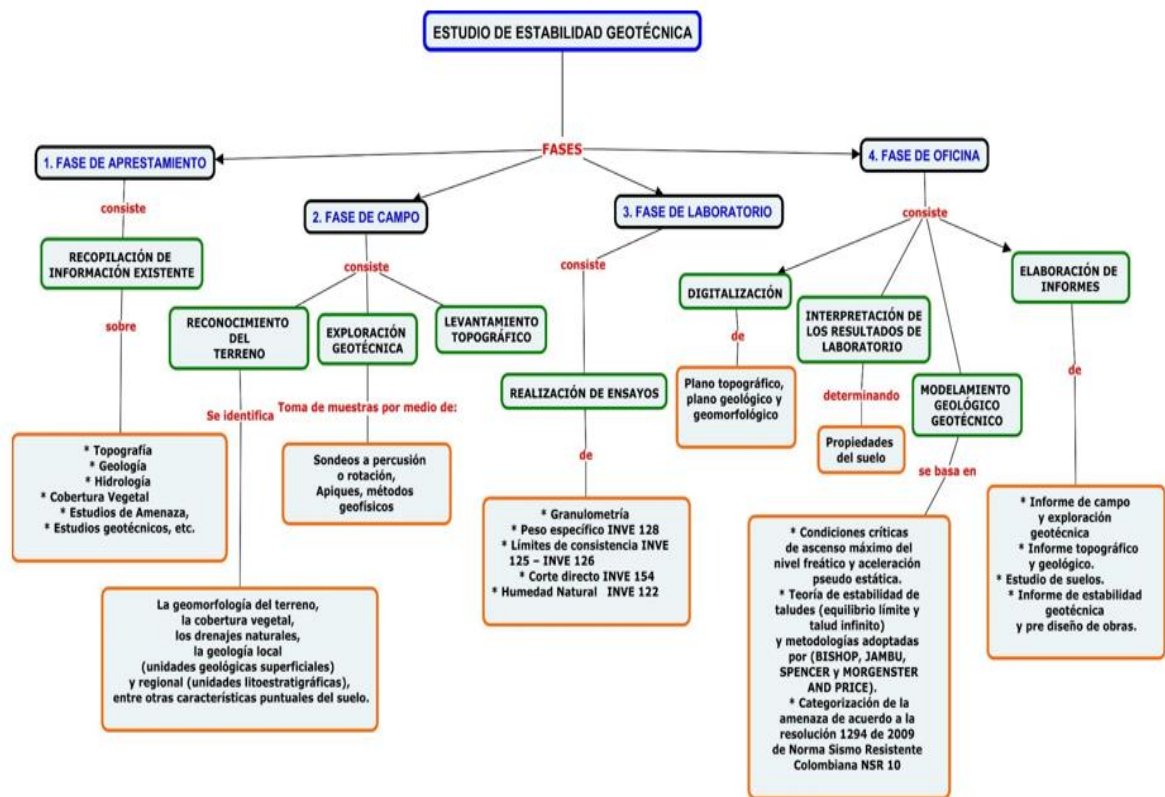 ESTUDIO DE ESTABILIDAD GEOTÉCNICA
FASES
1. FASE DE APRESTAMIENTO
consiste
RECOPILACIÓN DE
INFORMACIÓN EXISTENTE
sobre
* Topografía
* Geología
* Hidrología
* Cobertura Vegetal
* Estudios de Amenaza,
* Estudios geotécnicos, etc.
2. FASE DE CAMPO
consiste
RECONOCIMIENTO
DEL
TERRENO
Se identifica
La geomorfología del terreno,
la cobertura vegetal,
los drenajes naturales,
la geología local
(unidades geológicas superficiales)
y regional (unidades litoestratigráficas),
entre otras características puntuales del suelo.
EXPLORACIÓN
GEOTÉCNICA
Toma de muestras por medio de:
Sondeos a percusión
o rotación,
Apiques, métodos
geofísicos
LEVANTAMIENTO
TOPOGRÁFICO
3. FASE DE LABORATORIO
consiste
REALIZACIÓN DE ENSAYOS
de
* Granulometría
* Peso específico INVE 128
* Límites de consistencia INVE
125 – INVE 126
* Corte directo INVE 154
* Humedad Natural INVE 122
4. FASE DE OFICINA
consiste
DIGITALIZACIÓN
de
Plano topográfico,
plano geológico y
geomorfológico
INTERPRETACIÓN DE
LOS RESULTADOS DE
LABORATORIO
determinando
Propiedades
del suelo
MODELAMIENTO
GEOLÓGICO
GEOTÉCNICO
se basa en
* Condiciones críticas
de ascenso máximo del
nivel freático y aceleración
pseudo estática.
* Teoría de estabilidad de
taludes (equilibrio límite y
talud infinito)
y metodologías adoptadas
por (BISHOP, JAMBU,
SPENCER y MORGENSTER
AND PRICE).
* Categorización de la
amenaza de acuerdo a la
resolución 1294 de 2009
de Norma Sismo Resistente
Colombiana NSR 10
ELABORACIÓN DE
INFORMES
de
* Informe de campo
y exploración
geotécnica
* Informe topográfico
y geológico.
* Estudio de suelos.
* Informe de estabilidad
geotécnica
y pre diseño de obras.